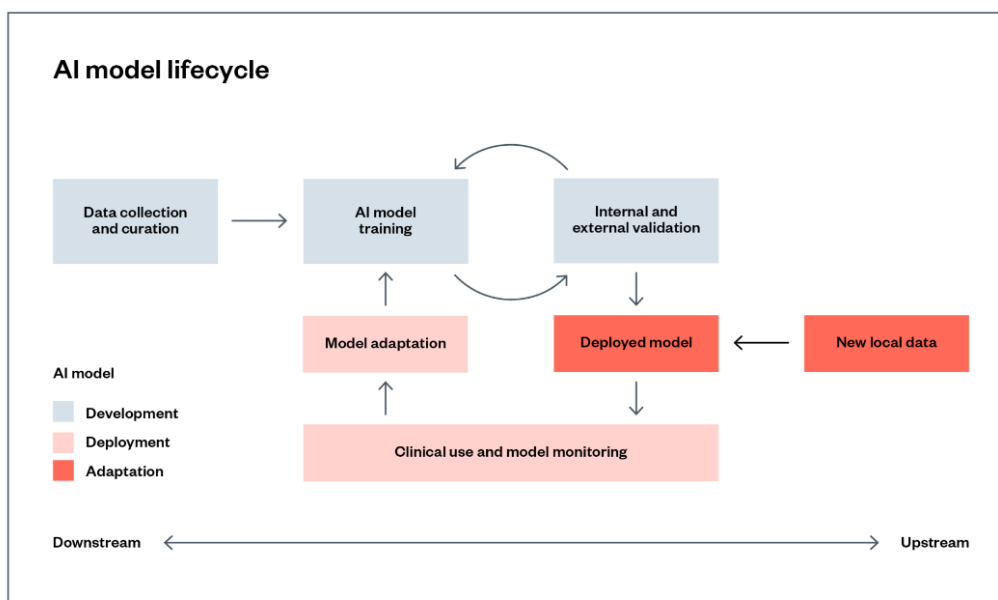 AI model lifecycle
Data collection
and curation
AI model
training
Internal and
external validation
Model adaptation
Deployed model
New local data
AI model
Development
Deployment
Adaptation
Clinical use and model monitoring
Downstream
Upstream